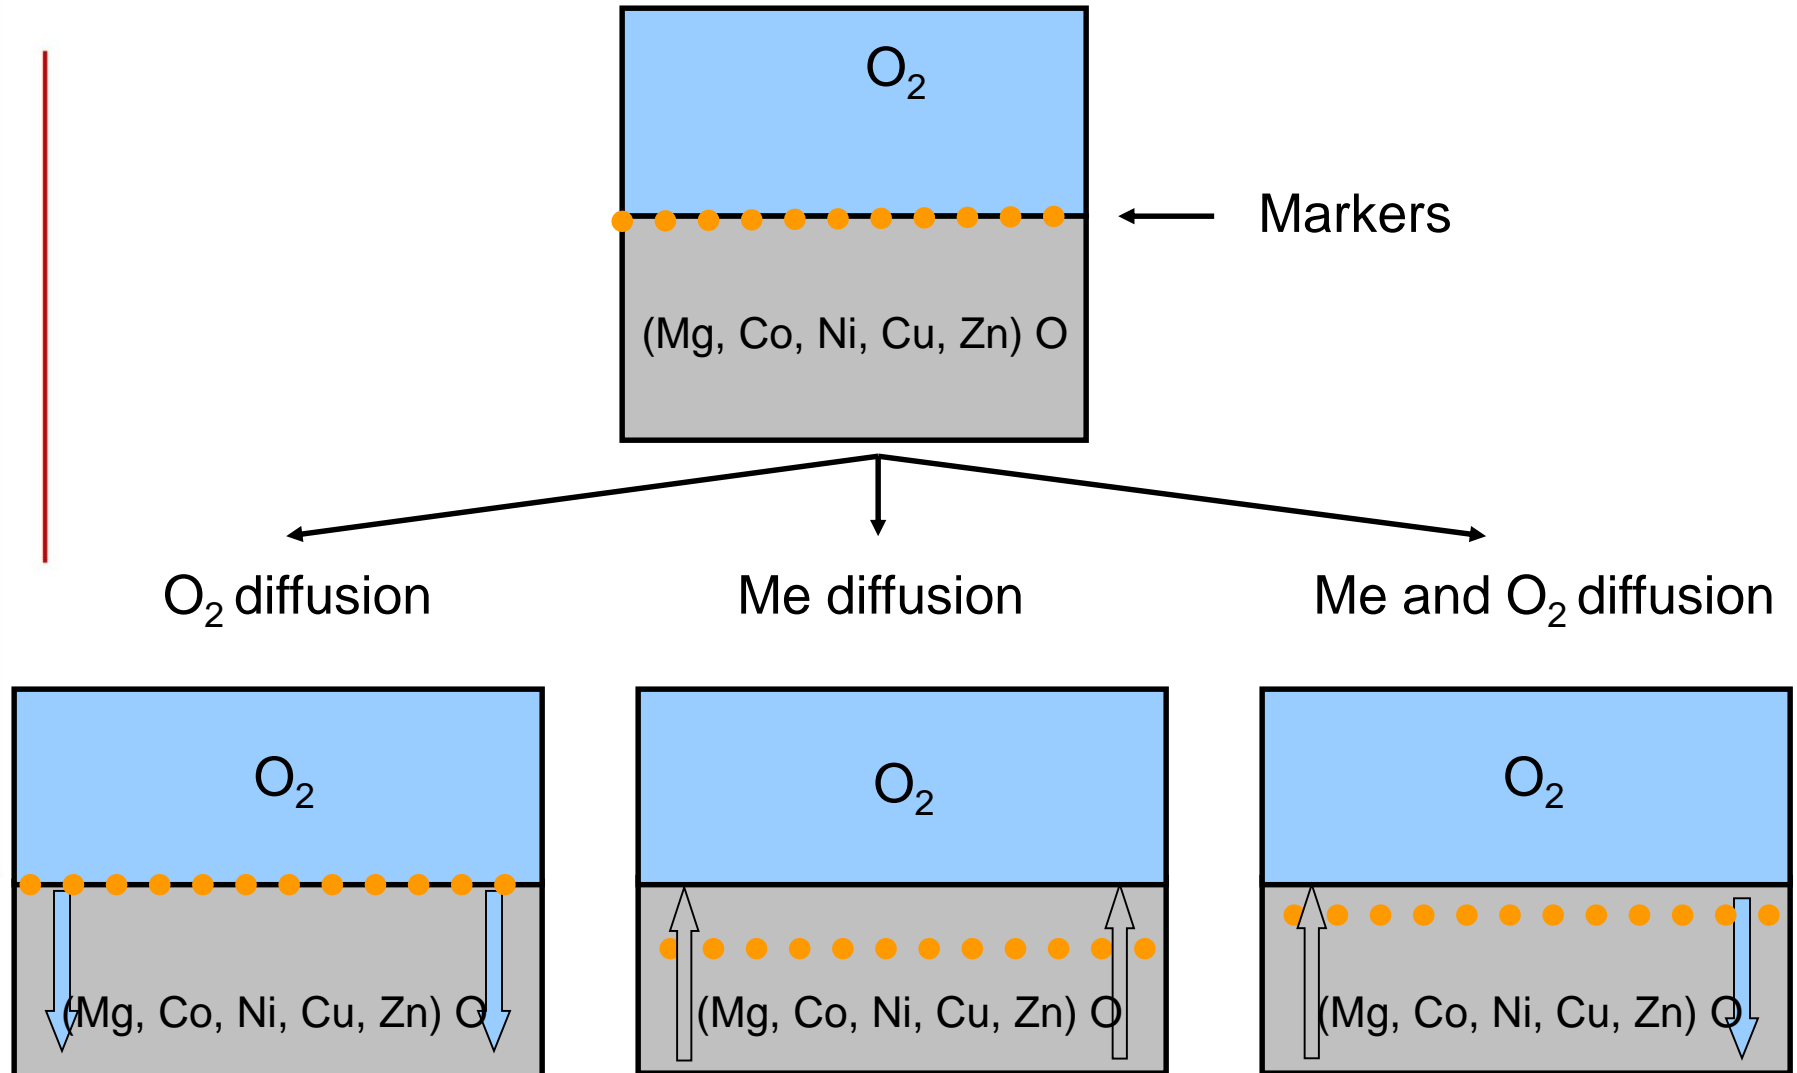 O₂
Markers
(Mg, Co, Ni, Cu, Zn) O
O₂ diffusion
Me diffusion
Me and O₂ diffusion
O₂
O₂
O₂
(Mg, Co, Ni, Cu, Zn) O
(Mg, Co, Ni, Cu, Zn) O
(Mg, Co, Ni, Cu, Zn) O